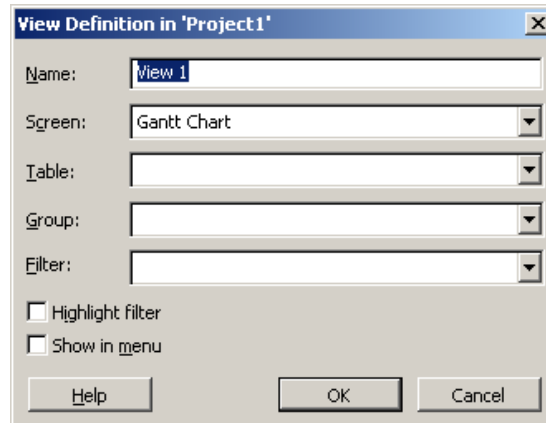 View Definition in 'Project1'
Name: View 1
Screen: Gantt Chart
Table:
Group:
Filter:
Highlight filter
Show in menu
Help OK Cancel